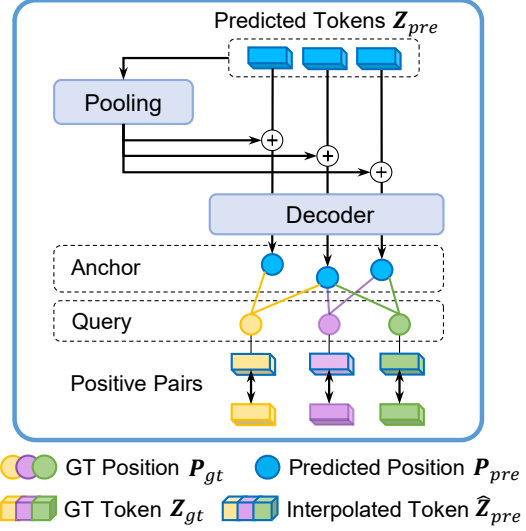 Predicted Tokens Z_pre
Pooling
+
+
+
Decoder
Anchor
Query
Positive Pairs
GT Position P_gt
Predicted Position P_pre
GT Token Z_gt
Interpolated Token Ẑ_pre